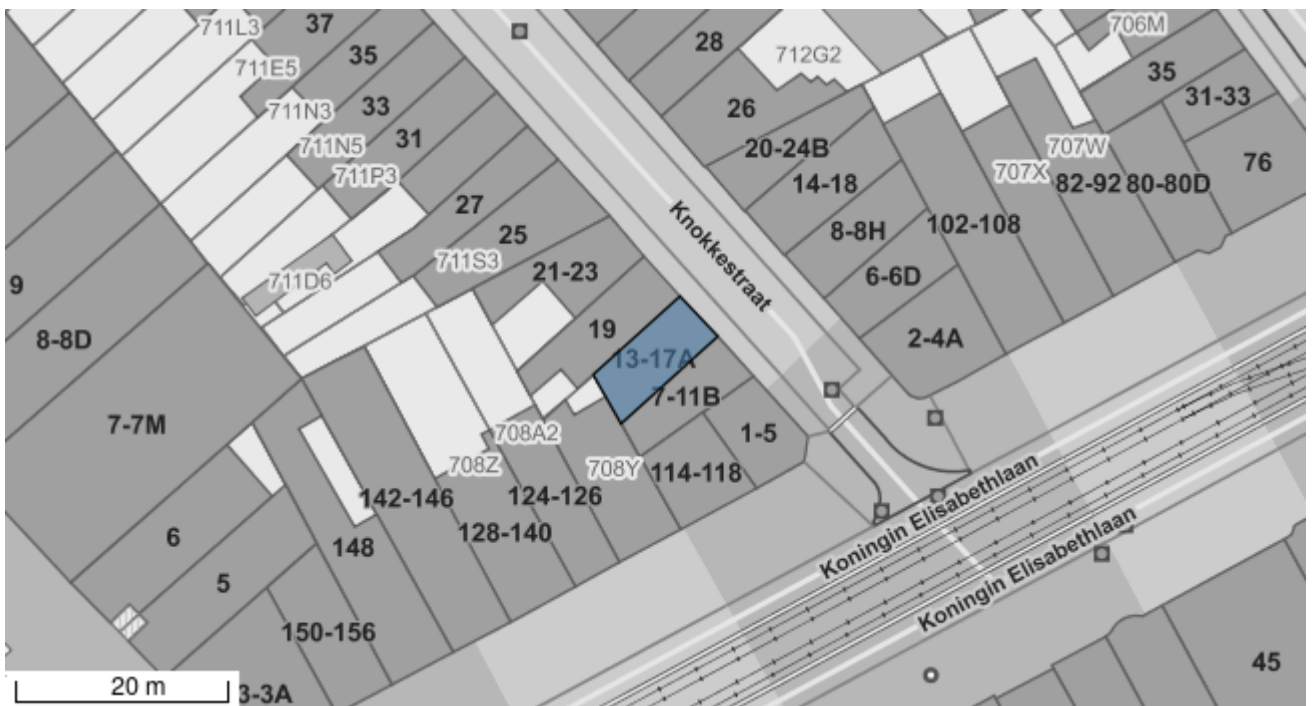 711L3
37
28
712G2
706M
35
711E5
35
33
711N3
26
31-33
31
711N5
20-24B
707W
76
711P3
14-18
707X
82-92
80-80D
27
Knokkestraat
8-8H
102-108
25
711S3
21-23
6-6D
711D6
9
8-8D
19
2-4A
13-17A
7-11B
7-7M
708A2
1-5
708Z
708Y
114-118
142-146
124-126
128-140
Koningin Elisabethlaan
6
148
Koningin Elisabethlaan
5
150-156
45
20 m
3-3A